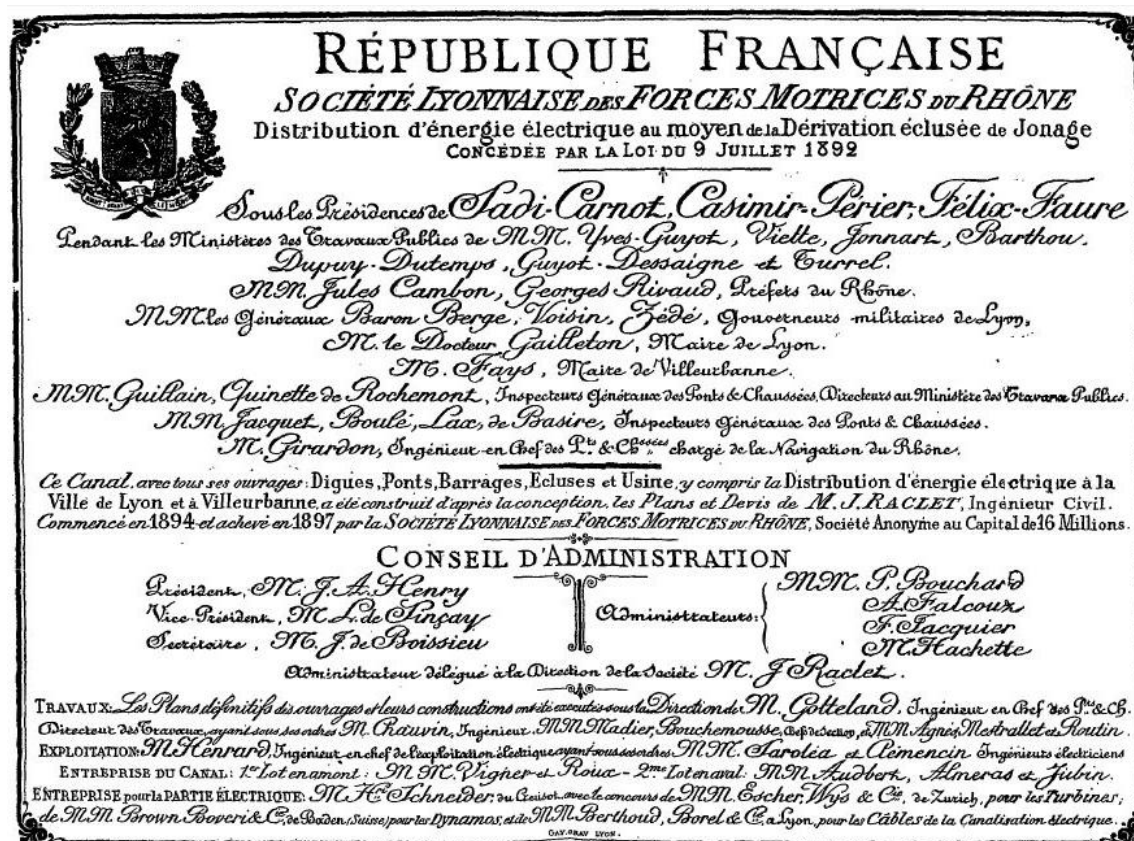 RÉPUBLIQUE FRANÇAISE
SOCIÉTÉ LYONNAISE DES FORCES MOTRICES DU RHÔNE
Distribution d'énergie électrique au moyen de la Dérivation éclusée de Jonage
CONCÉDÉE PAR LA LOI DU 9 JUILLET 1892
Sous les Présidences de Sadi-Carnot, Casimir-Périer, Félix-Faure
Pendant les Ministères des Travaux Publics de MM. Yves-Guyot, Viette, Jonnart, Barthou,
Dupuy-Dutemps, Guyot-Dessaigne et Turrel.
MM. Jules Cambon, Georges Rivaud, Préfets du Rhône.
MM. les Généraux Baron Berge, Voisin, Zédé, Gouverneurs militaires de Lyon,
M. le Docteur Gailleton, Maire de Lyon.
M. Fays, Maire de Villeurbanne.
MM. Guillain, Quinette de Rochemont, Inspecteurs Généraux des Ponts & Chaussées, Directeurs au Ministère des Travaux Publics.
MM. Jacquet, Boulé, Lax, de Basire, Inspecteurs Généraux des Ponts & Chaussées.
M. Girardon, Ingénieur en Chef des Pts & Chssées chargé de la Navigation du Rhône.
Ce Canal, avec tous ses ouvrages: Digues, Ponts, Barrages, Ecluses et Usine, y compris la Distribution d'énergie électrique à la
Ville de Lyon et à Villeurbanne, a été construit d'après la conception, les Plans et Devis de M. J. RACLET, Ingénieur Civil.
Commencé en 1894 et achevé en 1897 par la SOCIÉTÉ LYONNAISE DES FORCES MOTRICES DU RHÔNE, Société Anonyme au Capital de 16 Millions.
CONSEIL D'ADMINISTRATION
Président, M. J. A. Henry
Vice-Président, M. L. de Sinçay
Secrétaire, M. J. de Boissieu
Administrateurs:
MM. P. Bouchard
A. Falcouz
F. Jacquier
M. Hachette
Administrateur délégué à la Direction de la Société M. J Raclet.
TRAVAUX: Les Plans définitifs des ouvrages et leurs constructions ont été executés sous la Direction de M. Gotteland, Ingénieur en Chef des Pts & Ch.
Directeur des Travaux, ayant sous ses ordres M. Chauvin, Ingénieur, MM. Madier, Bouchemousse, Chefs de Section, et MM. Agnès, Mestrallet et Routin.
EXPLOITATION: M. Henrard, Ingénieur en chef de l'exploitation électrique ayant sous ses ordres MM. Taroléa et Clémencin Ingénieurs électriciens
ENTREPRISE DU CANAL: 1er Lot en amont: MM. Vigner et Roux - 2me Lot en aval: MM. Audbert, Almeras et Jubin.
ENTREPRISE pour la PARTIE ÉLECTRIQUE: M. Hri Schneider, du Creusot, avec le concours de MM. Escher, Wys & Cie, de Zurich, pour les Turbines;
de MM. Brown Boveri & Cie, de Baden (Suisse) pour les Dynamos, et de MM. Berthoud, Borel & Cie, a Lyon, pour les Câbles de la Canalisation électrique.
GAY. GRAV LYON.